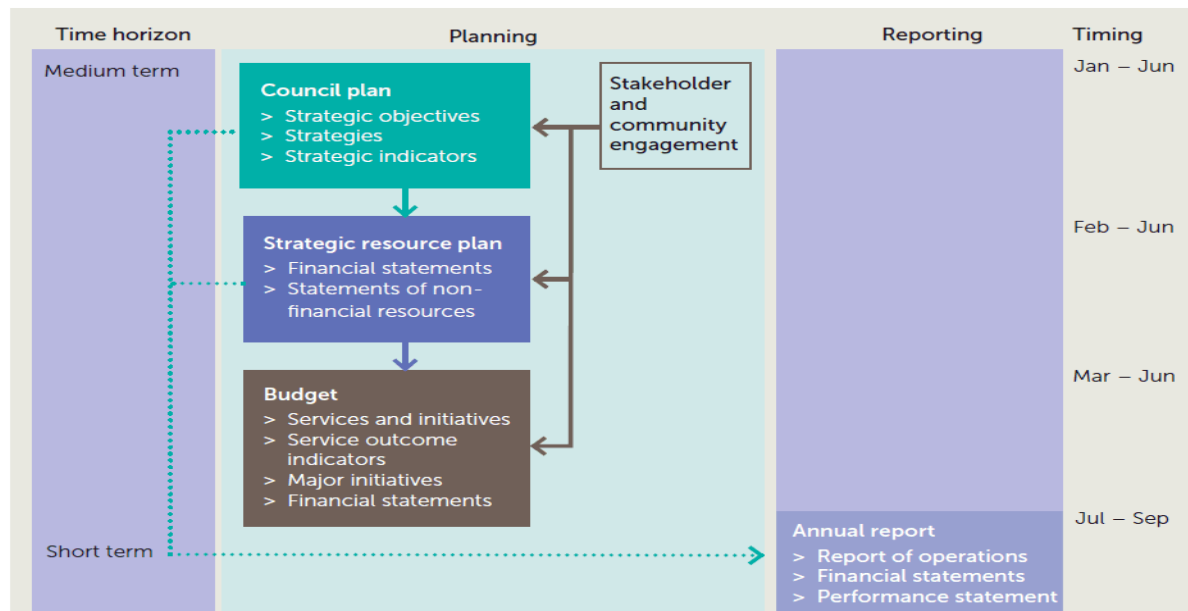 Time horizon
Planning
Reporting
Timing
Medium term
Jan – Jun
Council plan
> Strategic objectives
> Strategies
> Strategic indicators
Stakeholder
and
community
engagement
Feb – Jun
Strategic resource plan
> Financial statements
> Statements of non-
financial resources
Mar – Jun
Budget
> Services and initiatives
> Service outcome
indicators
> Major initiatives
> Financial statements
Jul – Sep
Short term
Annual report
> Report of operations
> Financial statements
> Performance statement